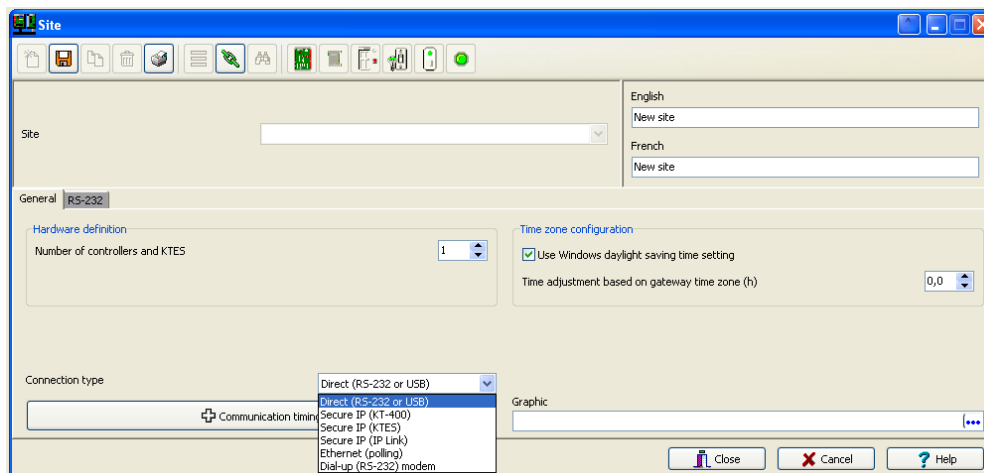 Site
English
New site
Site
French
New site
General RS-232
Hardware definition
Number of controllers and KTES 1
Time zone configuration
Use Windows daylight saving time setting
Time adjustment based on gateway time zone (h) 0,0
Connection type Direct (RS-232 or USB)
Direct (RS-232 or USB)
Secure IP (KT-400)
Secure IP (KTES)
Secure IP (IP Link)
Ethernet (polling)
Dial-up (RS-232) modem
Communication timing
Graphic
Close Cancel Help